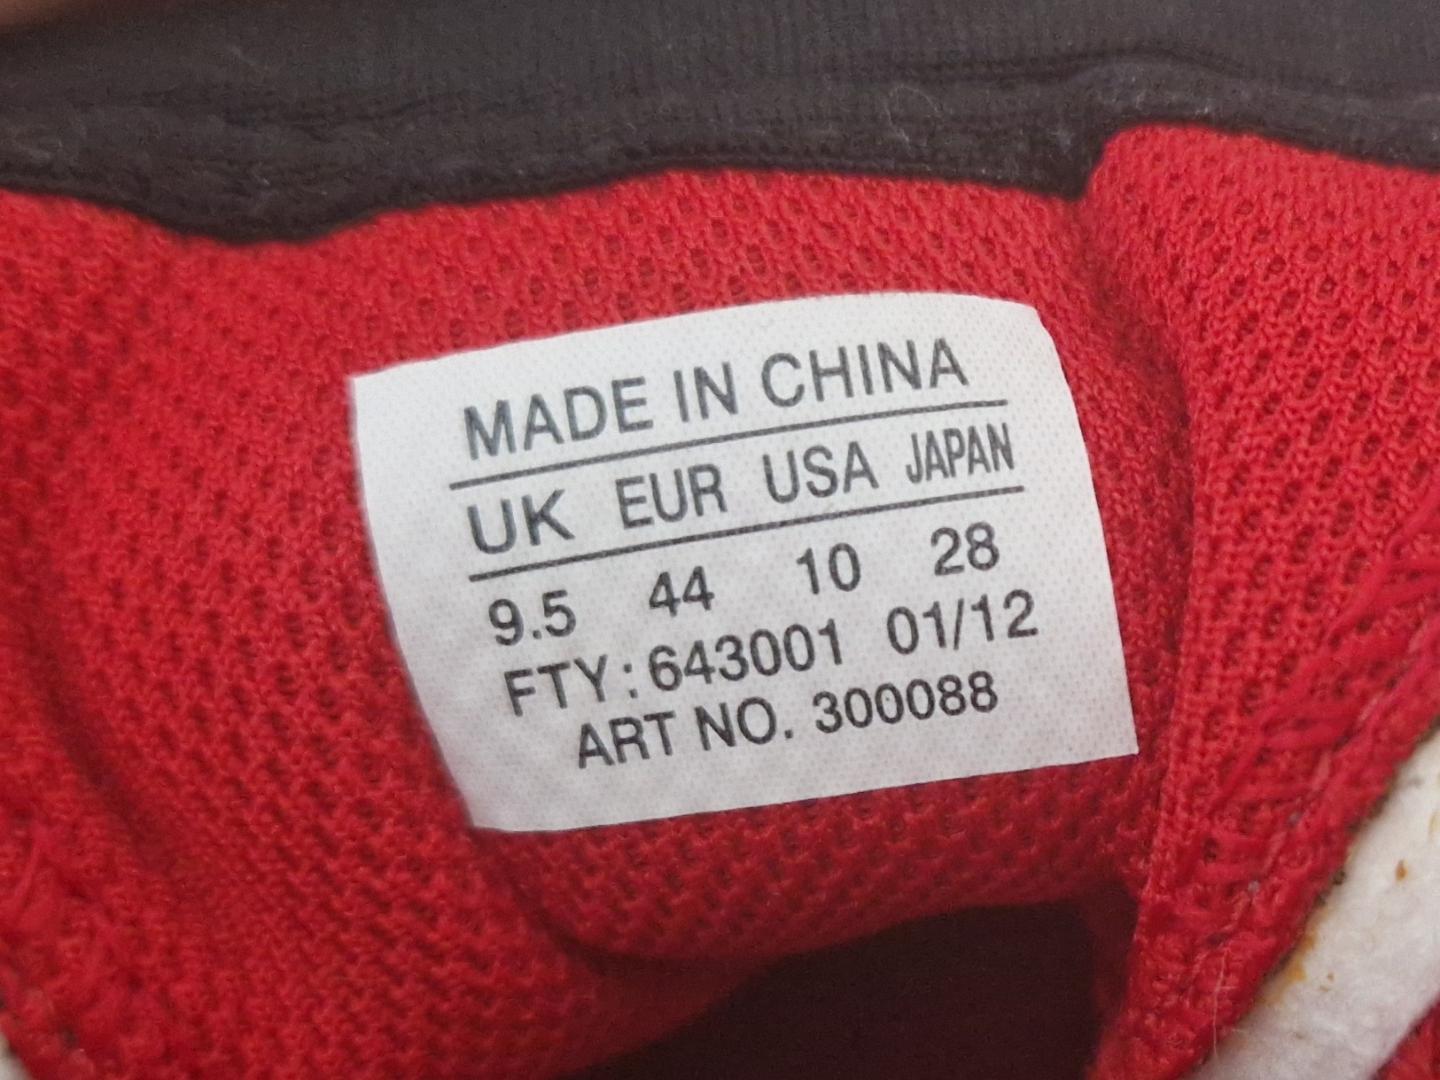 MADE IN CHINA
UK EUR USA JAPAN
9.5 44 10 28
FTY: 643001 01/12
ART NO. 300088